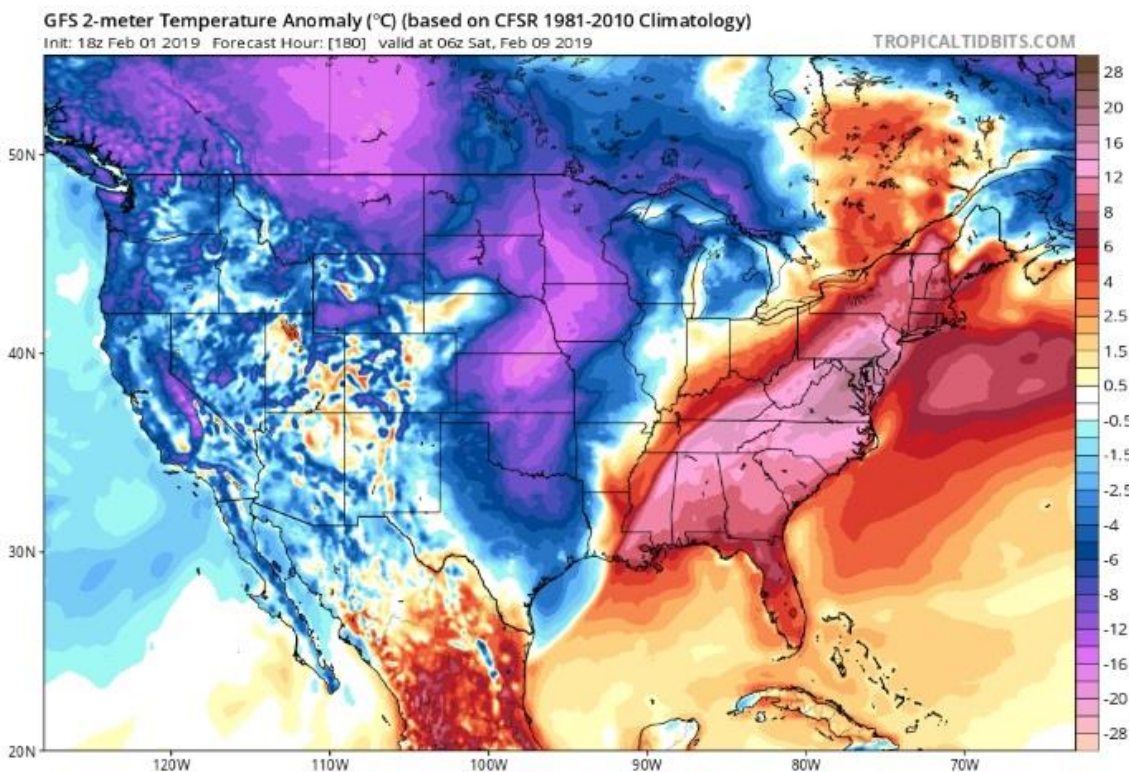 GFS 2-meter Temperature Anomaly (°C) (based on CFSR 1981-2010 Climatology)
Init: 18z Feb 01 2019 Forecast Hour: [180] valid at 06z Sat, Feb 09 2019
TROPICALTIDBITS.COM
50N
40N
30N
20N
120W
110W
100W
90W
80W
70W
28
20
16
12
8
6
4
2.5
1.5
0.5
-0.5
-1.5
-2.5
-4
-6
-8
-12
-16
-20
-28